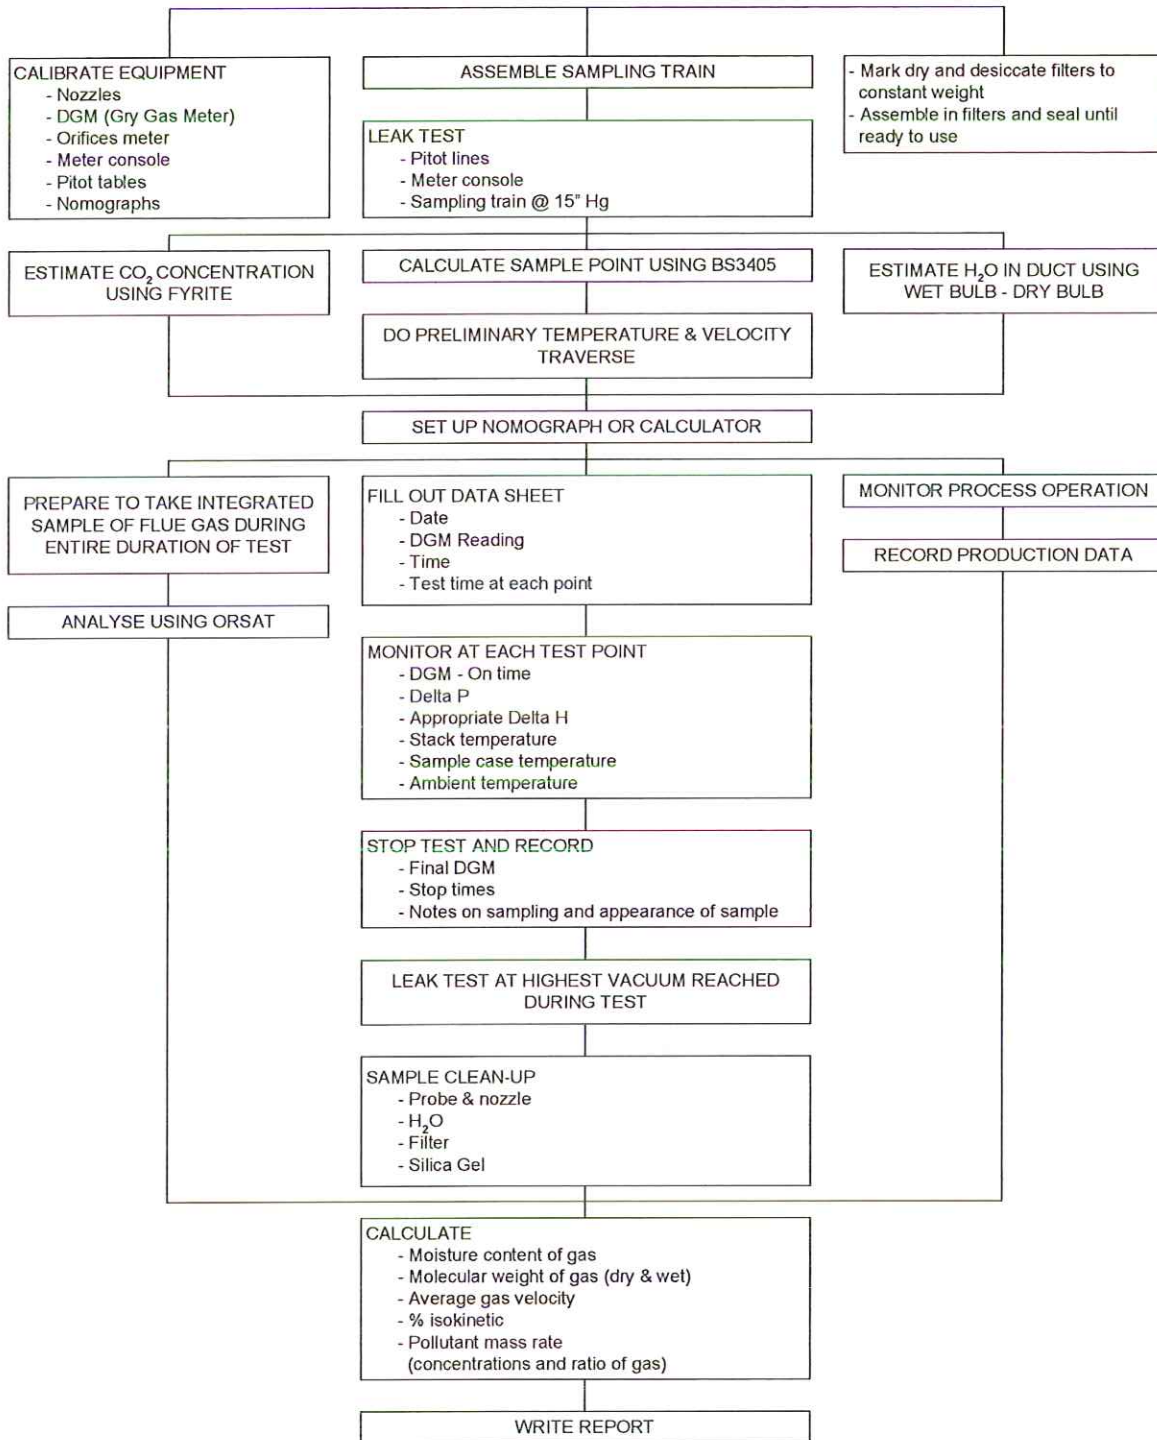 CALIBRATE EQUIPMENT
- Nozzles
- DGM (Gry Gas Meter)
- Orifices meter
- Meter console
- Pitot tables
- Nomographs
ASSEMBLE SAMPLING TRAIN
LEAK TEST
- Pitot lines
- Meter console
- Sampling train @ 15" Hg
- Mark dry and desiccate filters to
constant weight
- Assemble in filters and seal until
ready to use
ESTIMATE CO₂ CONCENTRATION
USING FYRITE
CALCULATE SAMPLE POINT USING BS3405
ESTIMATE H₂O IN DUCT USING
WET BULB - DRY BULB
DO PRELIMINARY TEMPERATURE & VELOCITY
TRAVERSE
SET UP NOMOGRAPH OR CALCULATOR
PREPARE TO TAKE INTEGRATED
SAMPLE OF FLUE GAS DURING
ENTIRE DURATION OF TEST
ANALYSE USING ORSAT
FILL OUT DATA SHEET
- Date
- DGM Reading
- Time
- Test time at each point
MONITOR PROCESS OPERATION
RECORD PRODUCTION DATA
MONITOR AT EACH TEST POINT
- DGM - On time
- Delta P
- Appropriate Delta H
- Stack temperature
- Sample case temperature
- Ambient temperature
STOP TEST AND RECORD
- Final DGM
- Stop times
- Notes on sampling and appearance of sample
LEAK TEST AT HIGHEST VACUUM REACHED
DURING TEST
SAMPLE CLEAN-UP
- Probe & nozzle
- H₂O
- Filter
- Silica Gel
CALCULATE
- Moisture content of gas
- Molecular weight of gas (dry & wet)
- Average gas velocity
- % isokinetic
- Pollutant mass rate
(concentrations and ratio of gas)
WRITE REPORT